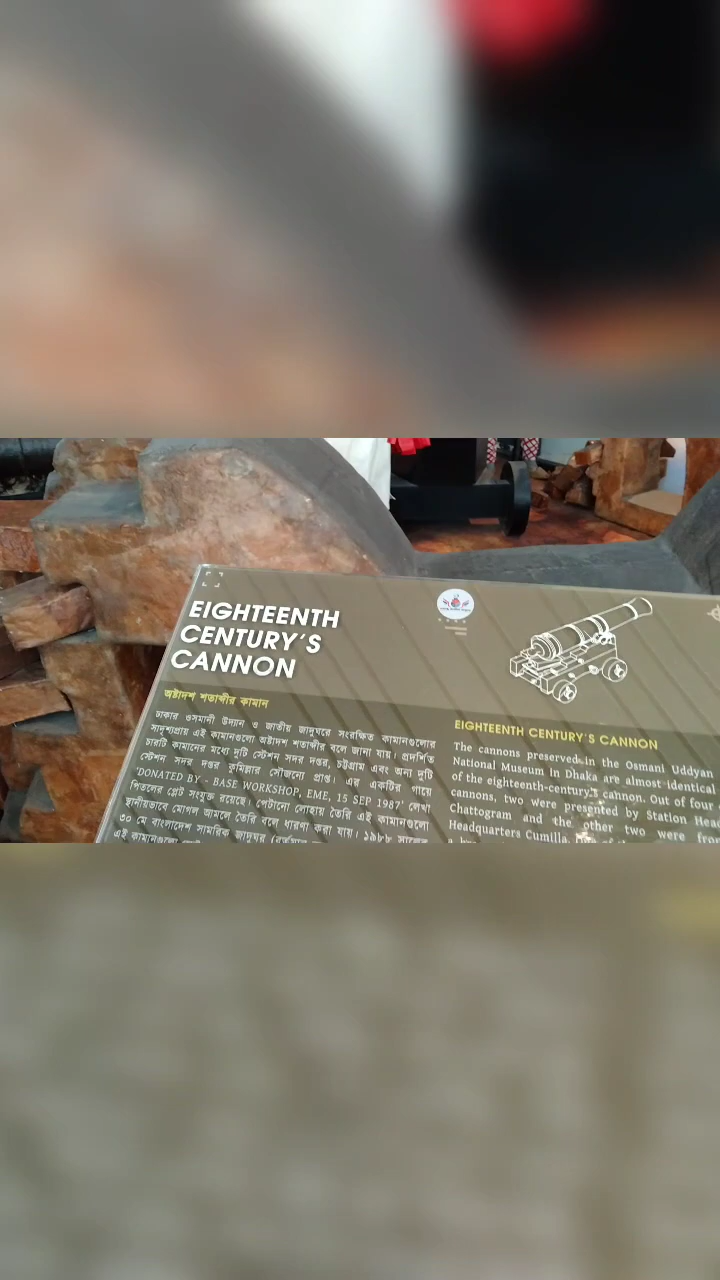 EIGHTEENTH
CENTURY'S
CANNON
অষ্টাদশ শতাব্দীর কামান
ঢাকার ওসমানী উদ্যান ও জাতীয় জাদুঘরে সংরক্ষিত কামানগুলোর
সাদৃশ্যপ্রায় এই কামানগুলো অষ্টাদশ শতাব্দীর বলে জানা যায়। প্রদর্শিত
চারটি কামানের মধ্যে দুটি স্টেশন সদর দপ্তর, চট্টগ্রাম এবং অন্য দুটি
স্টেশন সদর দপ্তর কুমিল্লার সৌজন্যে প্রাপ্ত। এর একটির গায়ে
'DONATED BY - BASE WORKSHOP, EME, 15 SEP 1987' লেখা
পিতলের প্লেট সংযুক্ত রয়েছে। পেটানো লোহায় তৈরি এই কামানগুলো
স্থানীয়ভাবে মোগল আমলে তৈরি বলে ধারণা করা যায়। ১৯৮৮ সালের
৩০ মে বাংলাদেশ সামরিক জাদুঘর
এই কামানগুলো
EIGHTEENTH CENTURY'S CANNON
The cannons preserved in the Osmani Uddyan
National Museum in Dhaka are almost identical
of the eighteenth-century's cannon. Out of four
cannons, two were presented by Station Head
Chattogram and the other two were from
Headquarters Cumilla.